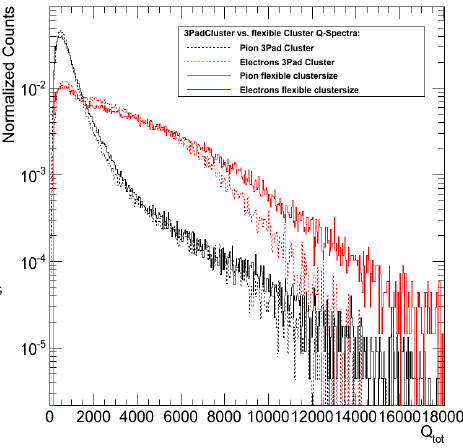 Normalized Counts
3PadCluster vs. flexible Cluster Q-Spectra:
Pion 3Pad Cluster
Electrons 3Pad Cluster
Pion flexible clustersize
Electrons flexible clustersize
10-2
10-3
10-4
10-5
0 2000 4000 6000 8000 10000 12000 14000 16000 18000
Qtot